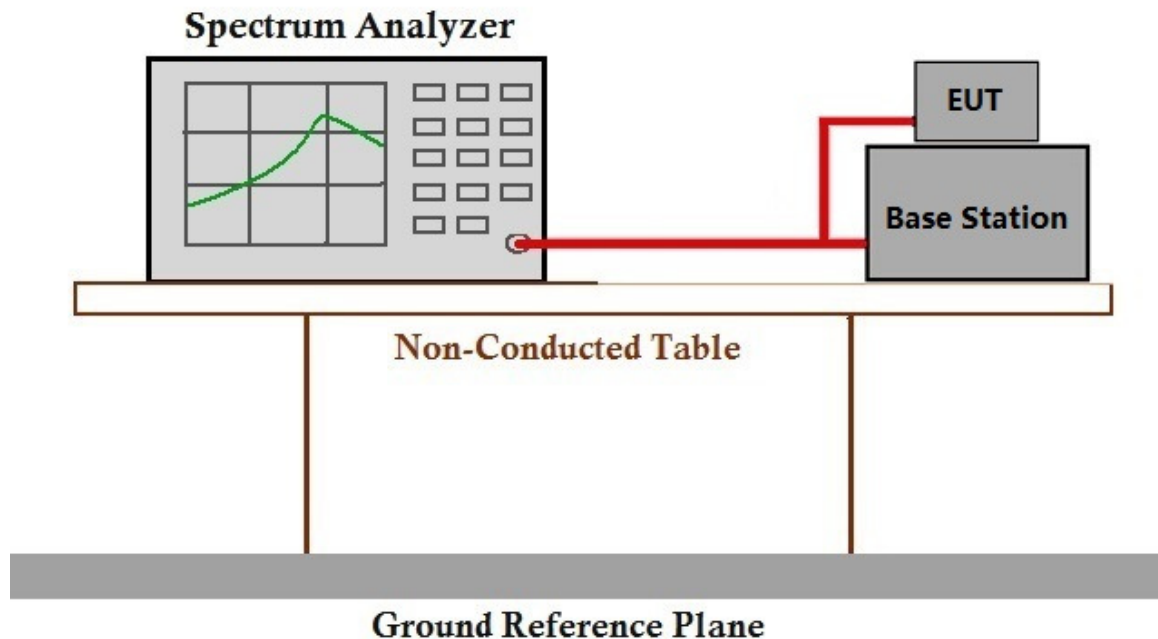 Spectrum Analyzer
EUT
Base Station
Non-Conducted Table
Ground Reference Plane